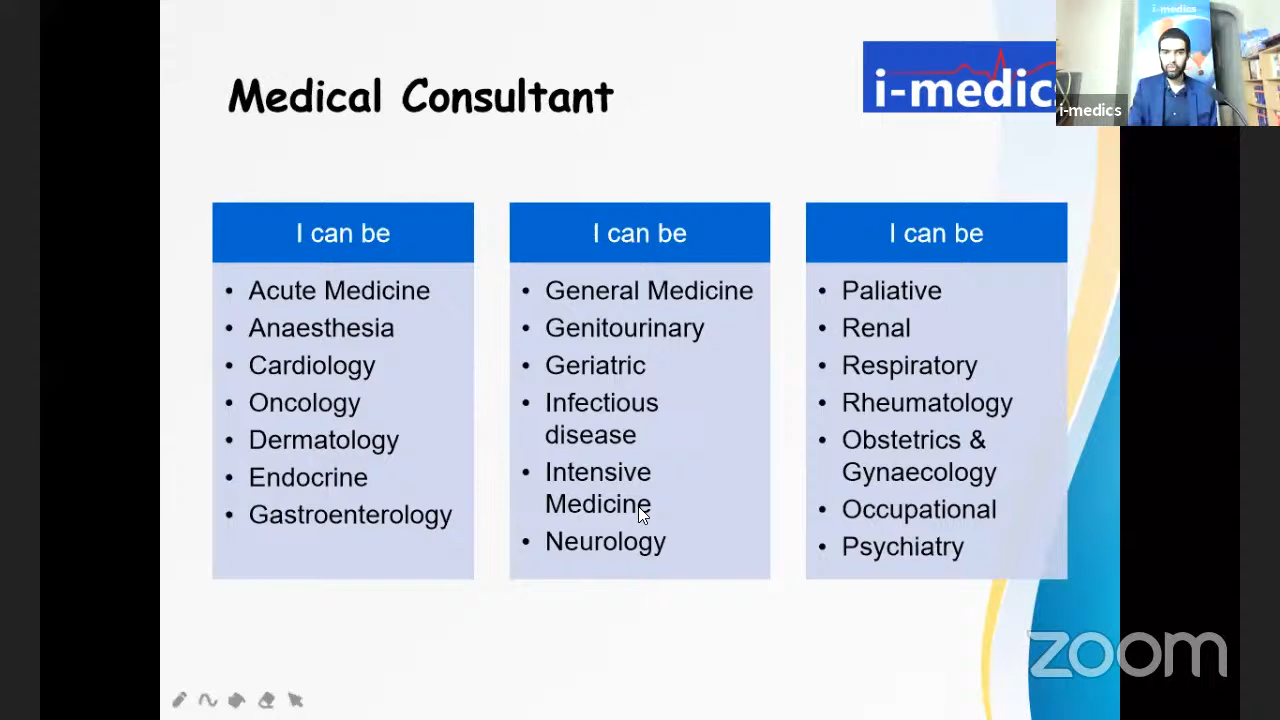 i-medics
Medical Consultant
i-medic
i-medics
I can be
• Acute Medicine
• Anaesthesia
• Cardiology
• Oncology
• Dermatology
• Endocrine
• Gastroenterology
I can be
• General Medicine
• Genitourinary
• Geriatric
• Infectious
disease
• Intensive
Medicine
• Neurology
I can be
• Paliative
• Renal
• Respiratory
• Rheumatology
• Obstetrics &
Gynaecology
• Occupational
• Psychiatry
zoom